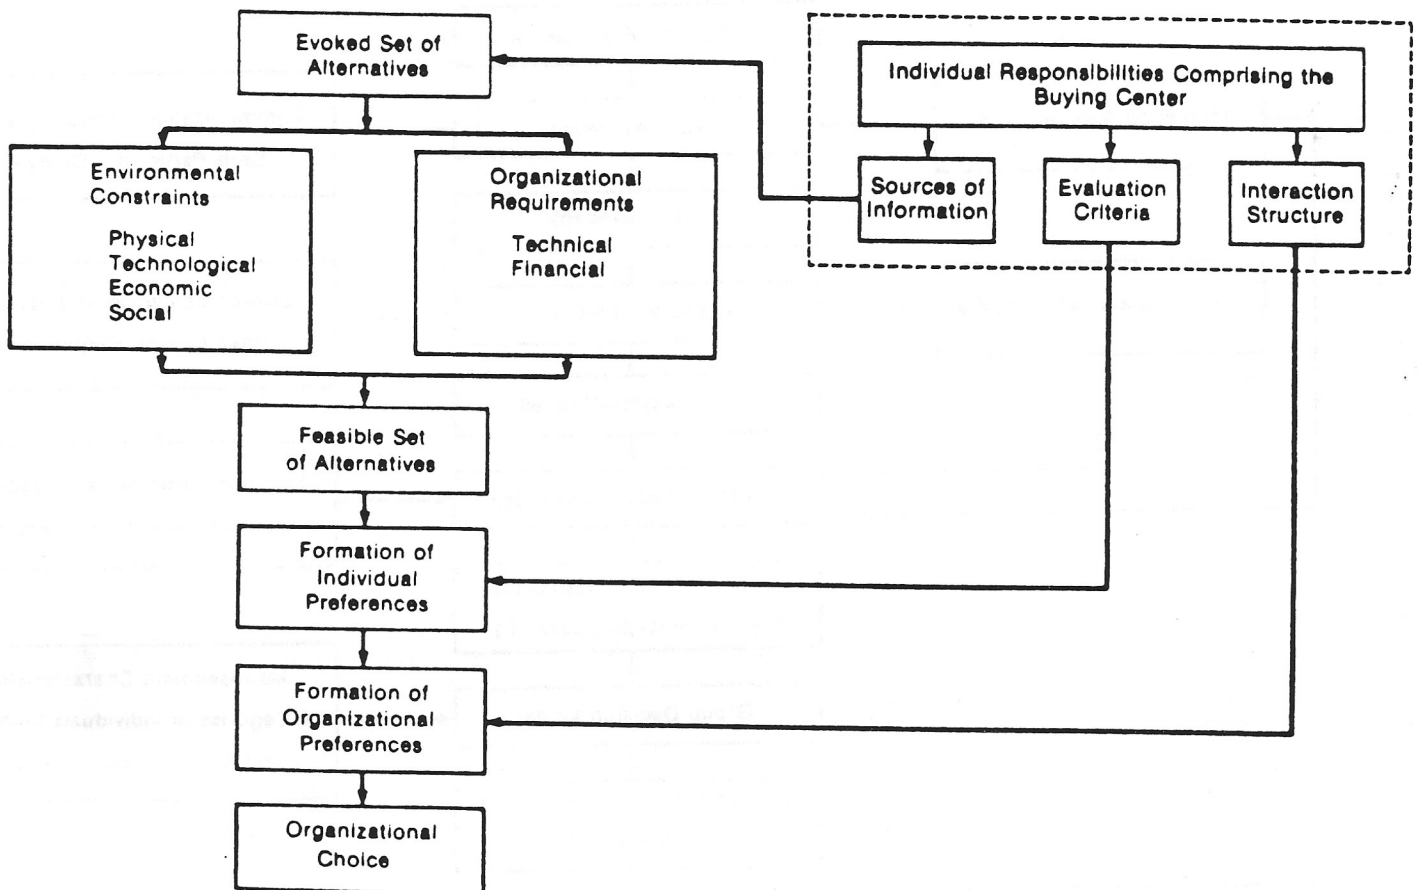 Evoked Set of
Alternatives
Individual Responsibilities Comprising the
Buying Center
Environmental
Constraints
Physical
Technological
Economic
Social
Organizational
Requirements
Technical
Financial
Sources of
Information
Evaluation
Criteria
Interaction
Structure
Feasible Set
of Alternatives
Formation of
Individual
Preferences
Formation of
Organizational
Preferences
Organizational
Choice